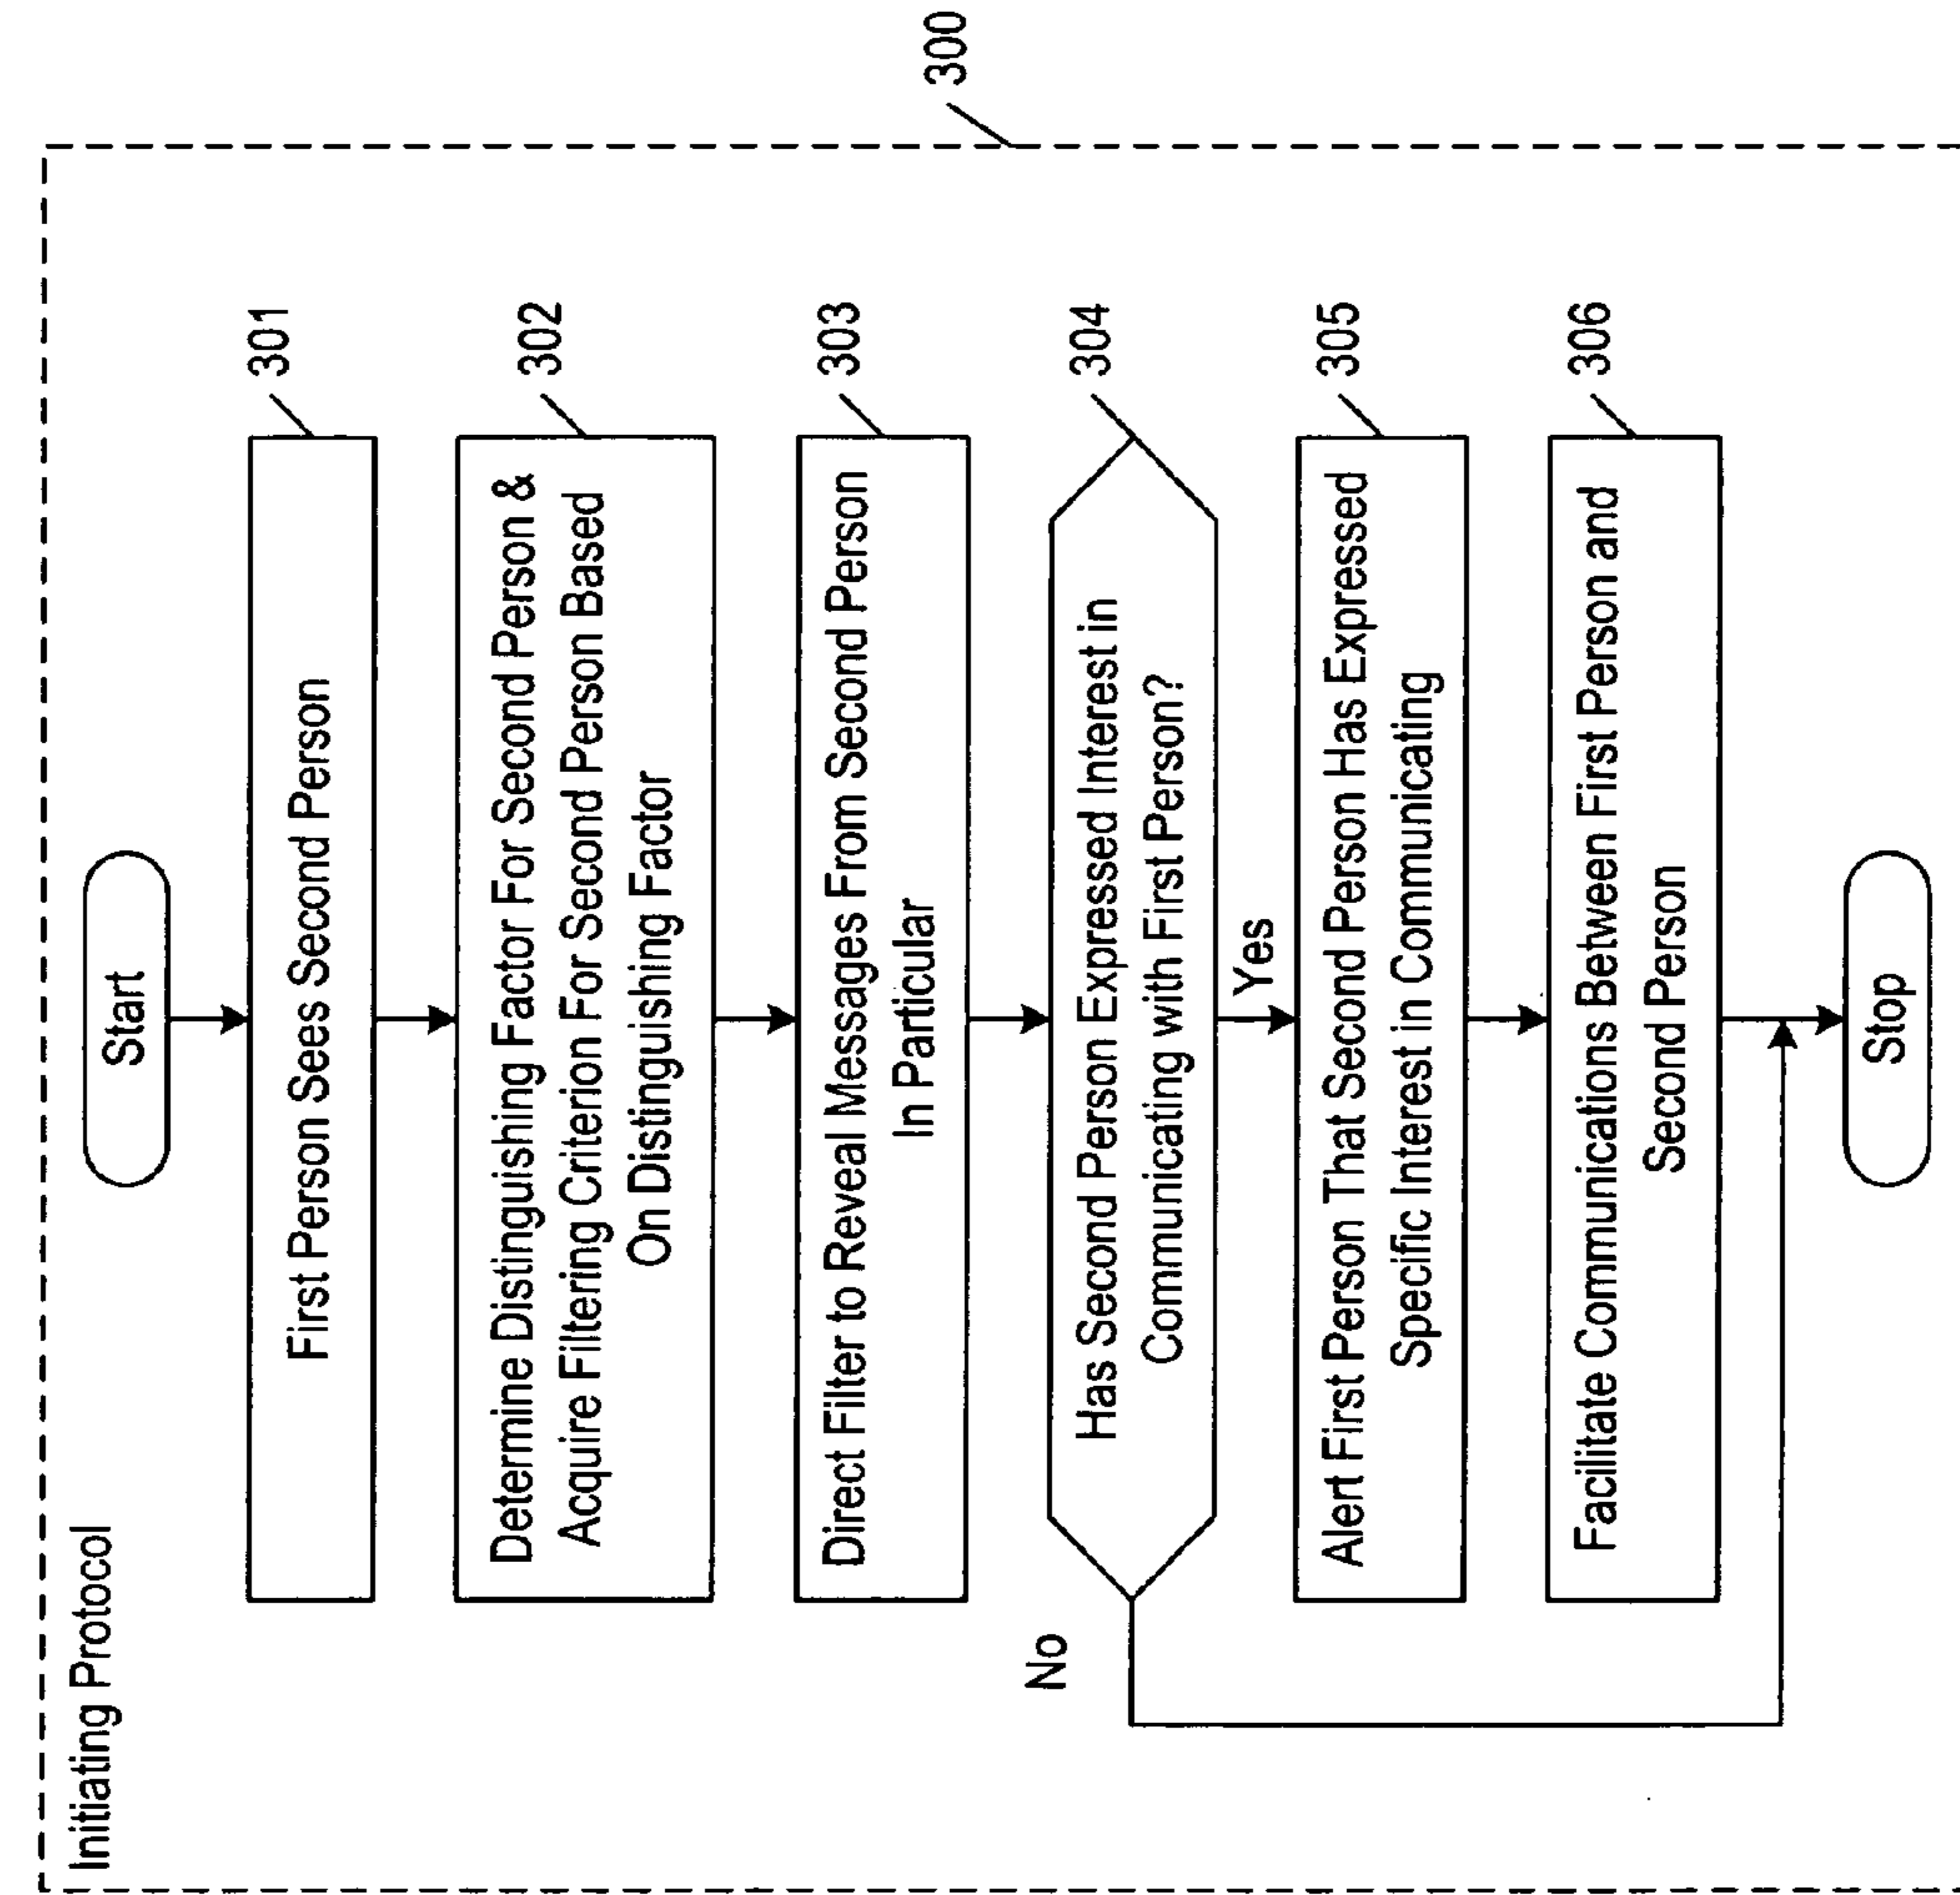 Initiating Protocol
300
Start
First Person Sees Second Person
301
Determine Distinguishing Factor For Second Person &
Acquire Filtering Criterion For Second Person Based
On Distinguishing Factor
302
Direct Filter to Reveal Messages From Second Person
In Particular
303
Has Second Person Expressed Interest in
Communicating with First Person?
304
No
Yes
Alert First Person That Second Person Has Expressed
Specific Interest in Communicating
305
Facilitate Communications Between First Person and
Second Person
306
Stop